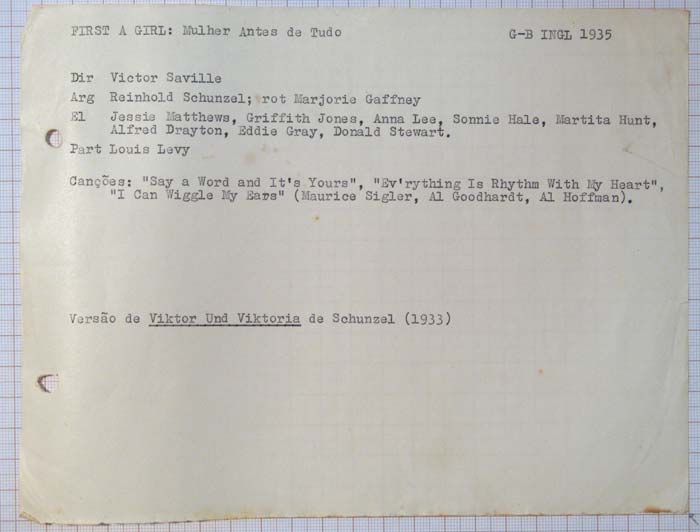 FIRST A GIRL: Mulher Antes de Tudo G-B INGL 1935
Dir Victor Saville
Arg Reinhold Schunzel; rot Marjorie Gaffney
El Jessie Matthews, Griffith Jones, Anna Lee, Sonnie Hale, Martita Hunt,
Alfred Drayton, Eddie Gray, Donald Stewart.
Part Louis Levy
Canções: "Say a Word and It's Yours", "Ev'rything Is Rhythm With My Heart",
"I Can Wiggle My Ears" (Maurice Sigler, Al Goodhardt, Al Hoffman).
Versão de Viktor Und Viktoria de Schunzel (1933)